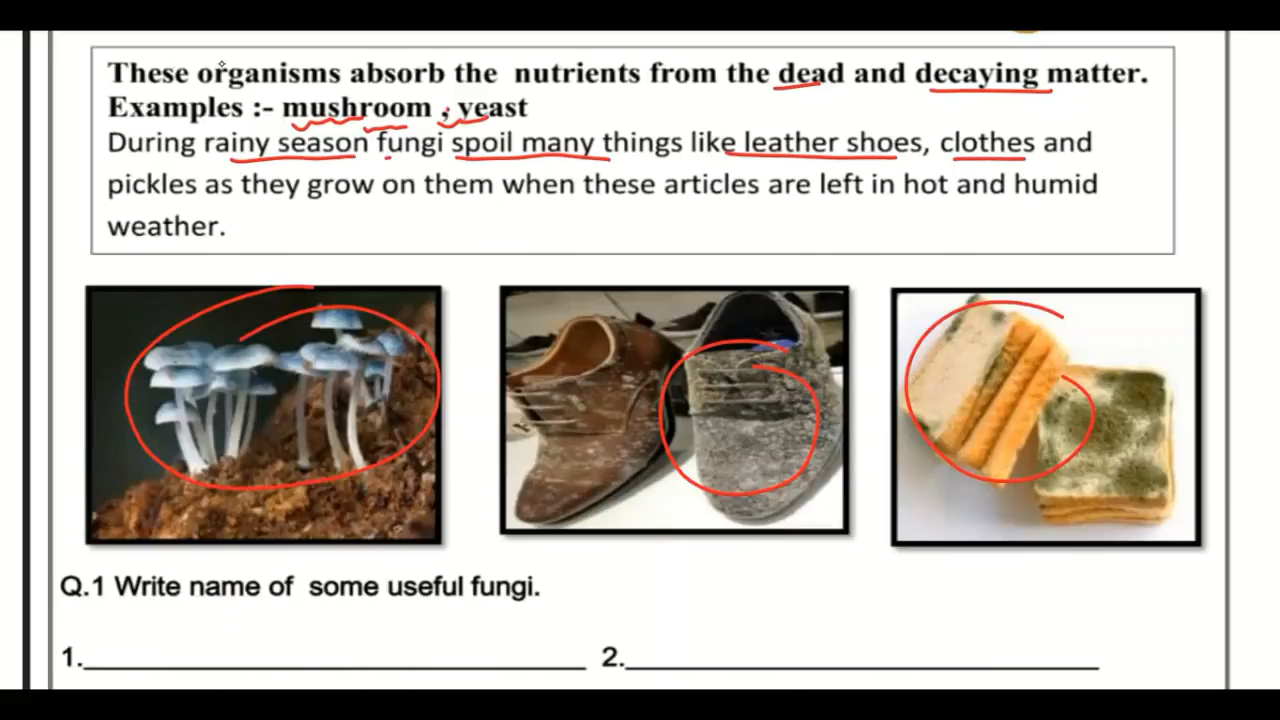 These organisms absorb the nutrients from the dead and decaying matter.
Examples :- mushroom , yeast
During rainy season fungi spoil many things like leather shoes, clothes and
pickles as they grow on them when these articles are left in hot and humid
weather.
Q.1 Write name of some useful fungi.
1.____________________ 2.____________________